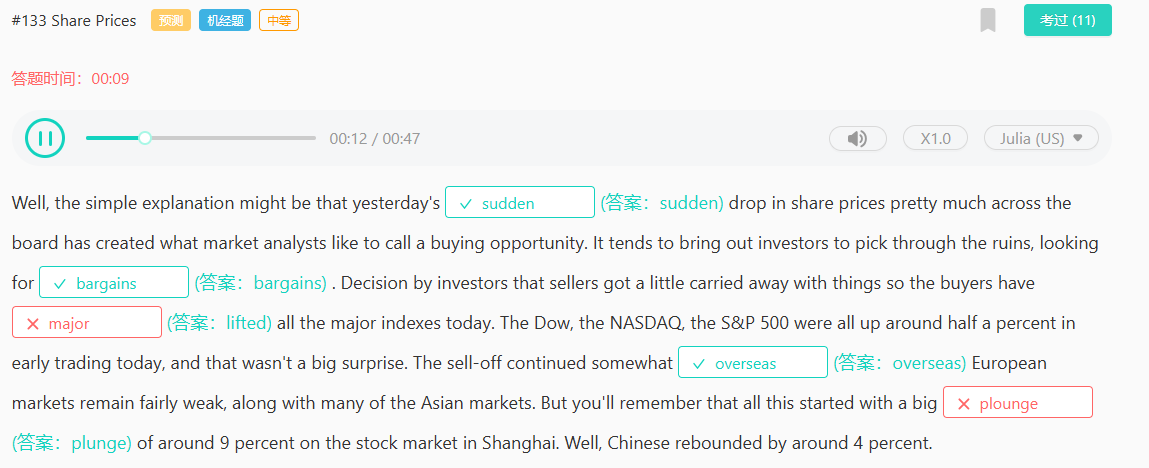 #133 Share Prices 预测 机经题 中等 考过 (11)
答题时间：00:09
00:12 / 00:47 X1.0 Julia (US)
Well, the simple explanation might be that yesterday's sudden (答案：sudden) drop in share prices pretty much across the
board has created what market analysts like to call a buying opportunity. It tends to bring out investors to pick through the ruins, looking
for bargains (答案：bargains) . Decision by investors that sellers got a little carried away with things so the buyers have
major (答案：lifted) all the major indexes today. The Dow, the NASDAQ, the S&P 500 were all up around half a percent in
early trading today, and that wasn't a big surprise. The sell-off continued somewhat overseas (答案：overseas) European
markets remain fairly weak, along with many of the Asian markets. But you'll remember that all this started with a big plounge
(答案：plunge) of around 9 percent on the stock market in Shanghai. Well, Chinese rebounded by around 4 percent.